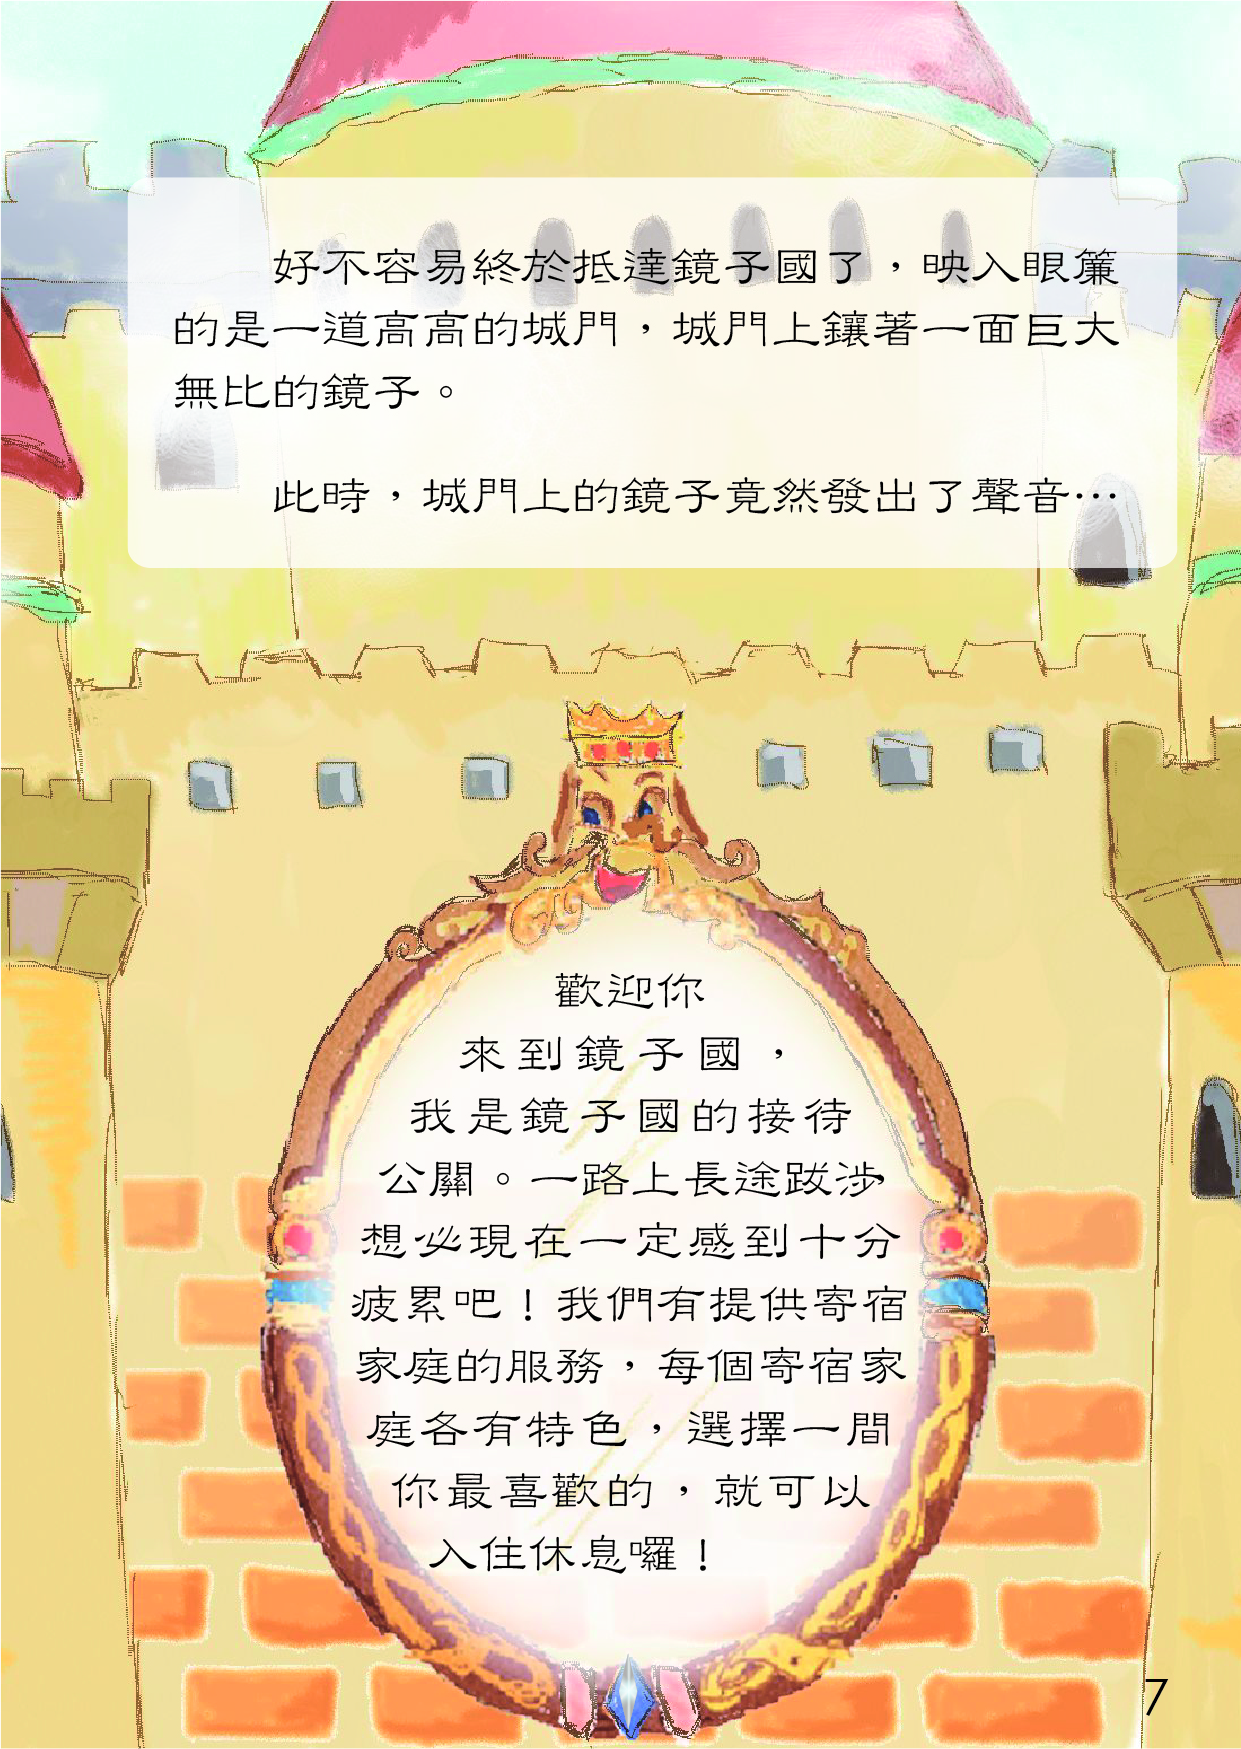 好不容易終於抵達鏡子國了，映入眼簾
的是一道高高的城門，城門上鑲著一面巨大
無比的鏡子。
此時，城門上的鏡子竟然發出了聲音…
歡迎你
來到鏡子國，
我是鏡子國的接待
公關。一路上長途跋涉
想必現在一定感到十分
疲累吧！我們有提供寄宿
家庭的服務，每個寄宿家
庭各有特色，選擇一間
你最喜歡的，就可以
入住休息囉！
7